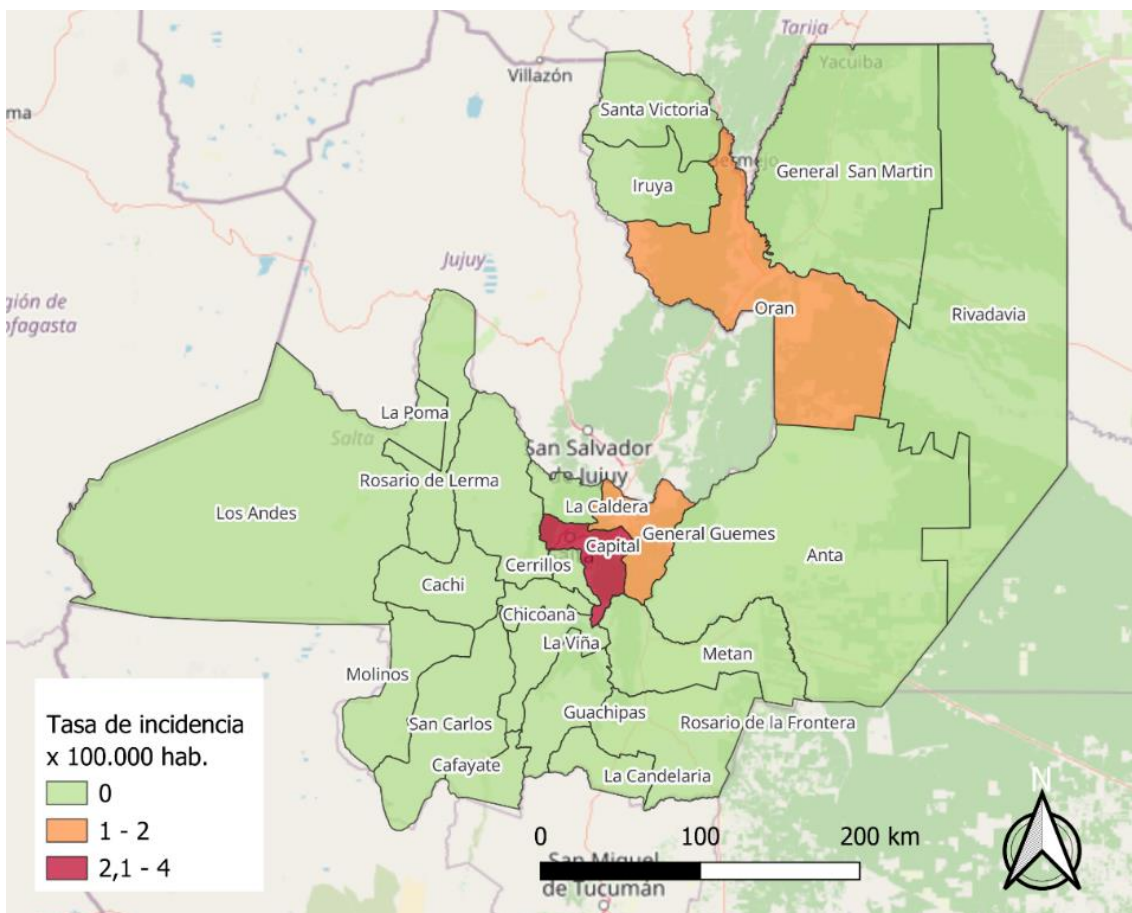 Tarija
Yacuiba
Villazón
ma
Santa Victoria
Bermejo
Iruya
General San Martin
Jujuy
gión de
ofagasta
Oran
Rivadavia
La Poma
Salta
San Salvador
de Jujuy
Rosario de Lerma
La Caldera
Los Andes
General Guemes
Capital
Anta
Cerrillos
Cachi
Chicoana
La Viña
Metan
Molinos
Guachipas
San Carlos
Rosario de la Frontera
Cafayate
La Candelaria
Tasa de incidencia
x 100.000 hab.
0
1 - 2
2,1 - 4
0 100 200 km
N
San Miguel
de Tucumán